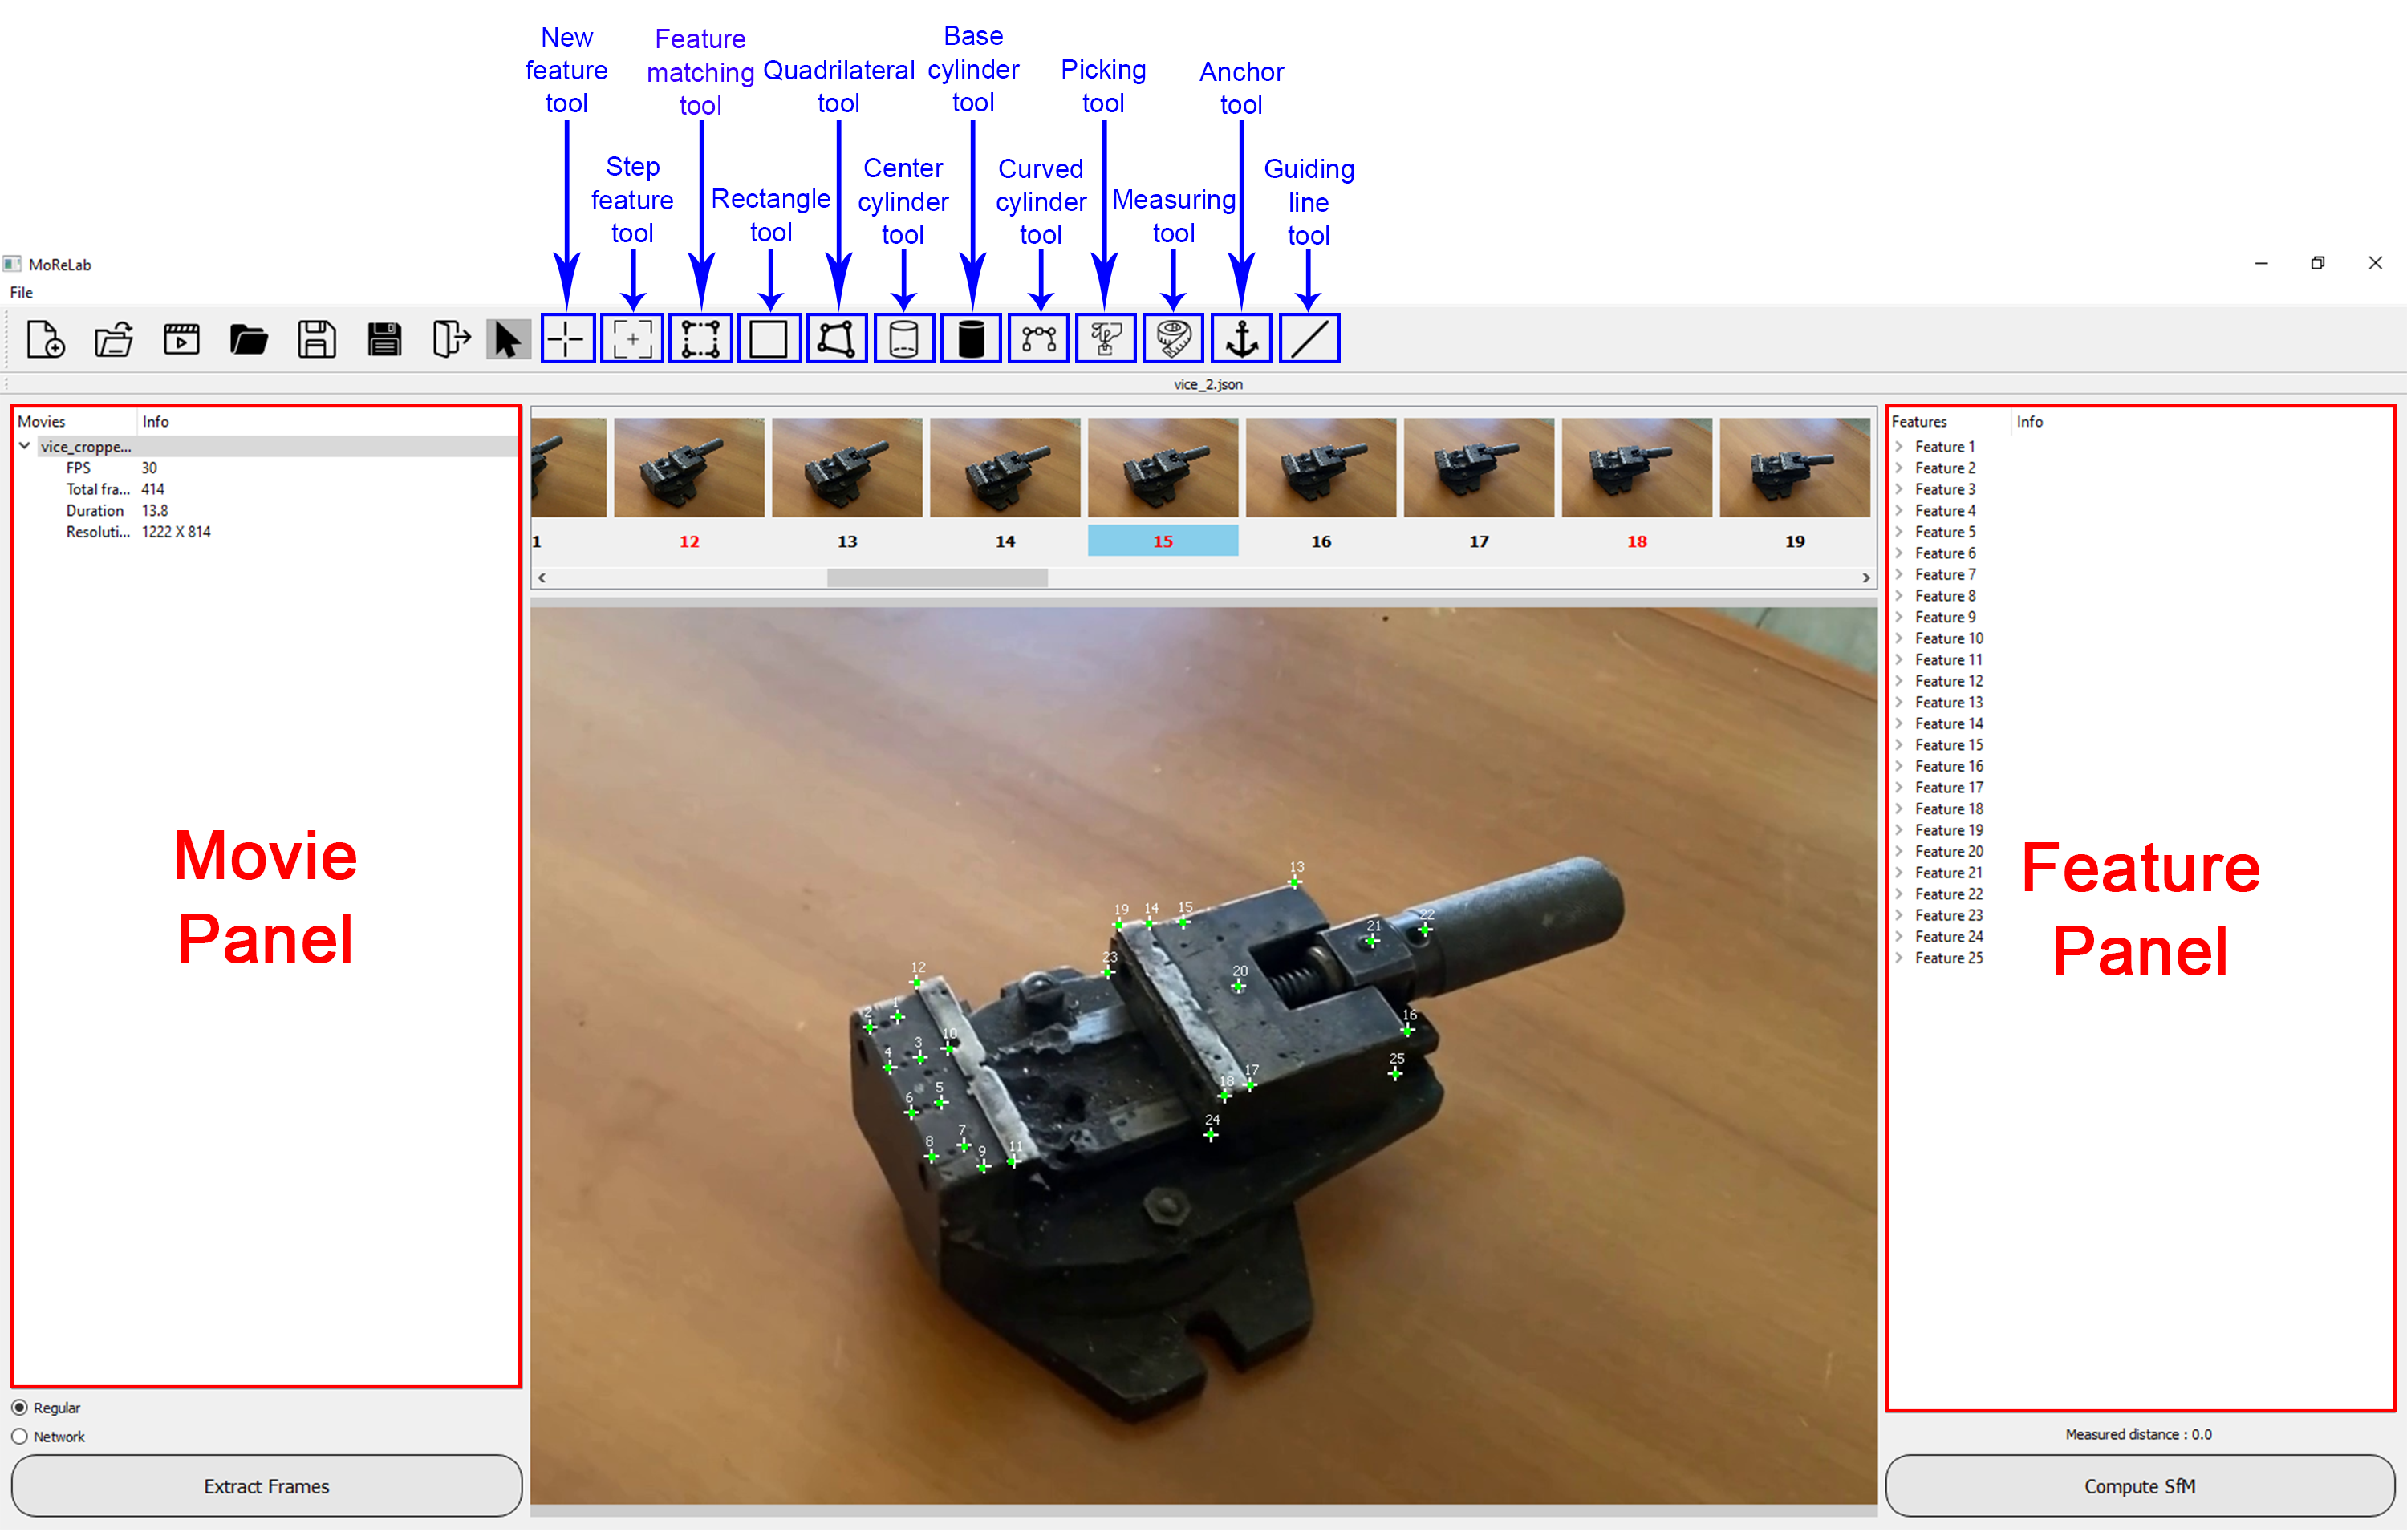 New
feature
tool
Feature
matching
tool
Quadrilateral
tool
Base
cylinder
tool
Picking
tool
Anchor
tool
Step
feature
tool
Rectangle
tool
Center
cylinder
tool
Curved
cylinder
tool
Measuring
tool
Guiding
line
tool
MoReLab
File
vice_2.json
Movies Info
vice_croppe...
FPS 30
Total fra... 414
Duration 13.8
Resoluti... 1222 X 814
Movie
Panel
Regular
Network
Extract Frames
1 12 13 14 15 16 17 18 19
13
19 14 15
22
21
23
20
12
1
2
16
10
3
4
25
17
18
5
6
24
7
8
11
9
Features Info
Feature 1
Feature 2
Feature 3
Feature 4
Feature 5
Feature 6
Feature 7
Feature 8
Feature 9
Feature 10
Feature 11
Feature 12
Feature 13
Feature 14
Feature 15
Feature 16
Feature 17
Feature 18
Feature 19
Feature 20
Feature 21
Feature 22
Feature 23
Feature 24
Feature 25
Feature
Panel
Measured distance : 0.0
Compute SfM